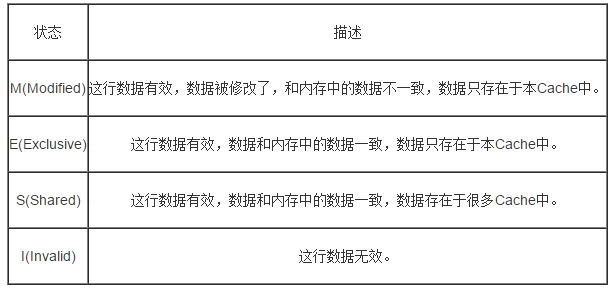 状态 描述
M(Modified) 这行数据有效，数据被修改了，和内存中的数据不一致，数据只存在于本Cache中。
E(Exclusive) 这行数据有效，数据和内存中的数据一致，数据只存在于本Cache中。
S(Shared) 这行数据有效，数据和内存中的数据一致，数据存在于很多Cache中。
I(Invalid) 这行数据无效。